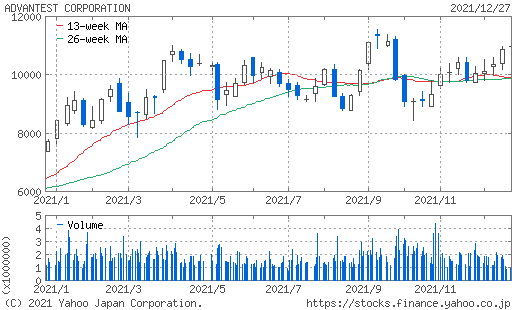 ADVANTEST CORPORATION 2021/12/27
12000
13-week MA
26-week MA
10000
8000
6000
2021/1 2021/3 2021/5 2021/7 2021/9 2021/11
5
Volume
4
3
2
1
0
(x10000000)
2021/1 2021/3 2021/5 2021/7 2021/9 2021/11
(C) 2021 Yahoo Japan Corporation. https://stocks.finance.yahoo.co.jp